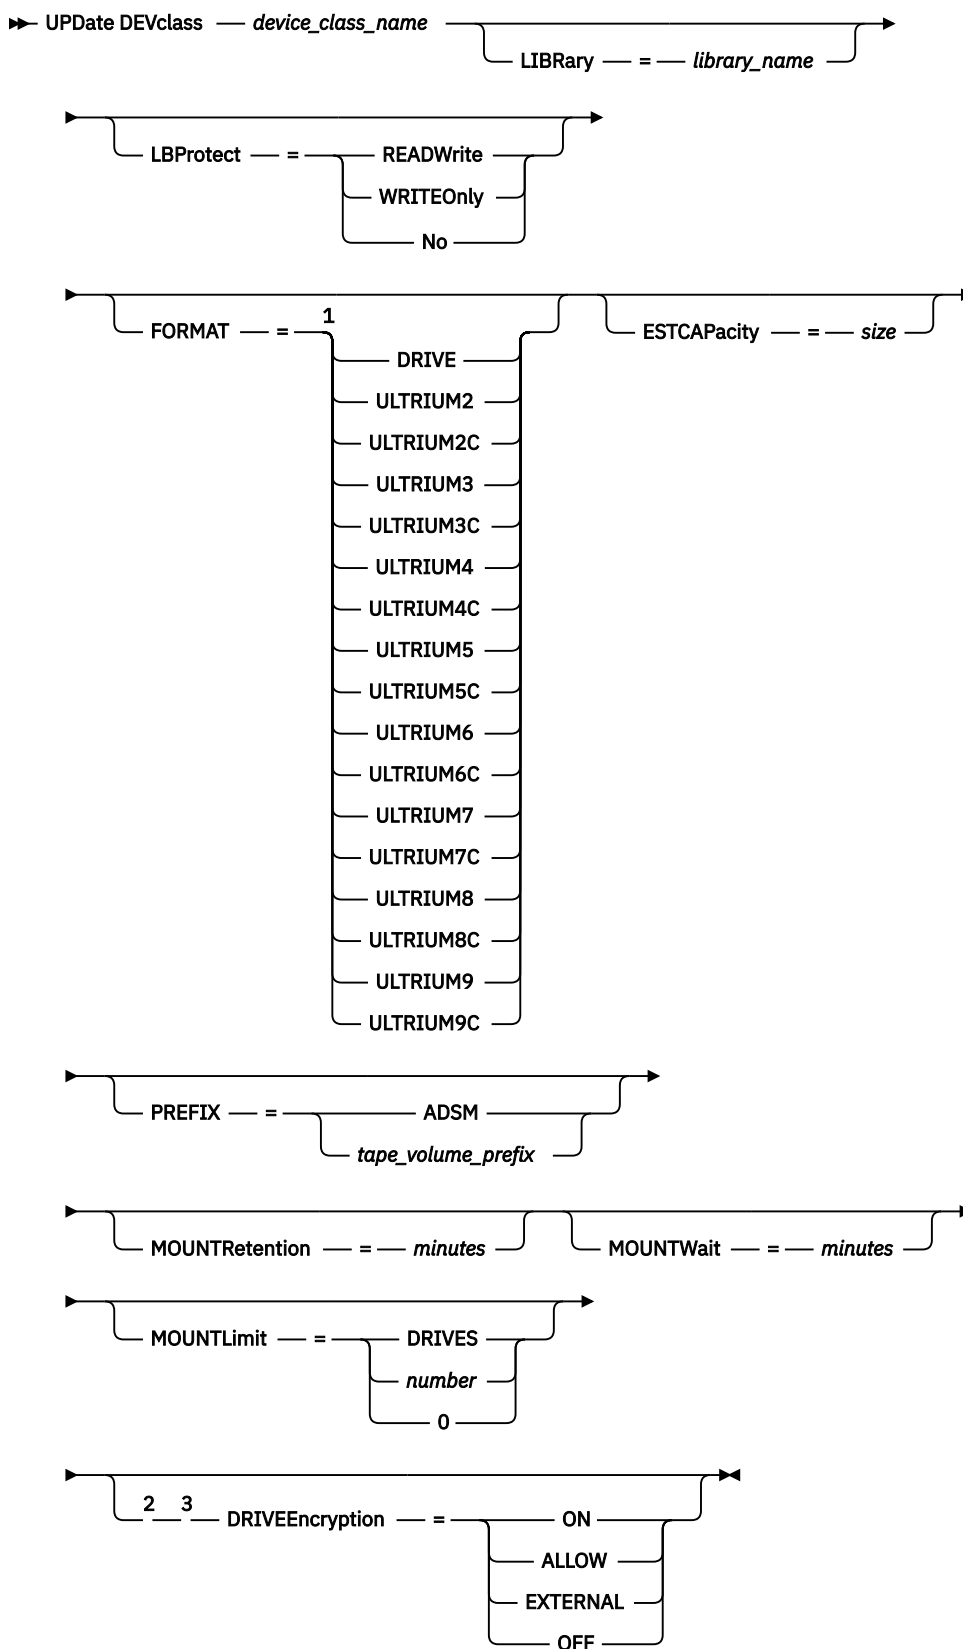 UPDate DEVclass device_class_name
LIBRary = library_name
LBProtect = READWrite
WRITEOnly
No
1
FORMAT =
ESTCAPacity = size
DRIVE
ULTRIUM2
ULTRIUM2C
ULTRIUM3
ULTRIUM3C
ULTRIUM4
ULTRIUM4C
ULTRIUM5
ULTRIUM5C
ULTRIUM6
ULTRIUM6C
ULTRIUM7
ULTRIUM7C
ULTRIUM8
ULTRIUM8C
ULTRIUM9
ULTRIUM9C
PREFIX = ADSM
tape_volume_prefix
MOUNTRetention = minutes MOUNTWait = minutes
MOUNTLimit = DRIVES
number
0
2 3
DRIVEEncryption = ON
ALLOW
EXTERNAL
OFF